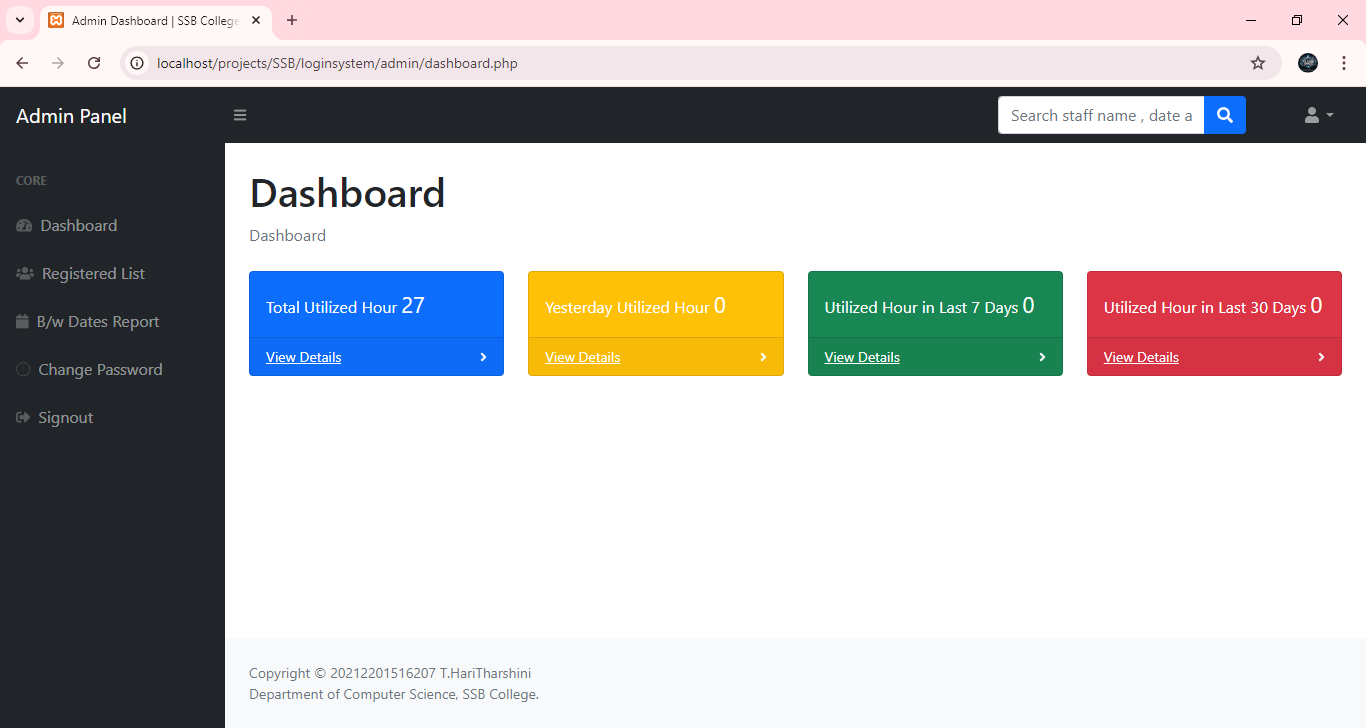 Admin Dashboard | SSB College
localhost/projects/SSB/loginsystem/admin/dashboard.php
Admin Panel
Search staff name , date a
CORE
Dashboard
Registered List
B/w Dates Report
Change Password
Signout
Dashboard
Dashboard
Total Utilized Hour 27
View Details
Yesterday Utilized Hour 0
View Details
Utilized Hour in Last 7 Days 0
View Details
Utilized Hour in Last 30 Days 0
View Details
Copyright © 20212201516207 T.HariTharshini
Department of Computer Science, SSB College.